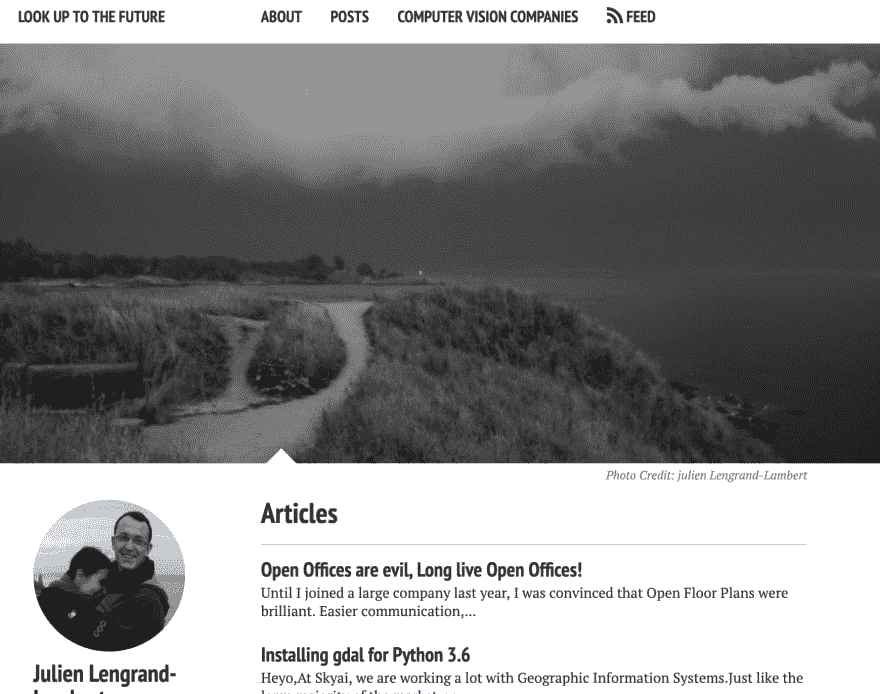 LOOK UP TO THE FUTURE ABOUT POSTS COMPUTER VISION COMPANIES FEED
Photo Credit: julien Lengrand-Lambert
Articles
Open Offices are evil, Long live Open Offices!
Until I joined a large company last year, I was convinced that Open Floor Plans were
brilliant. Easier communication,...
Installing gdal for Python 3.6
Heyo,At Skyai, we are working a lot with Geographic Information Systems.Just like the
Julien Lengrand-